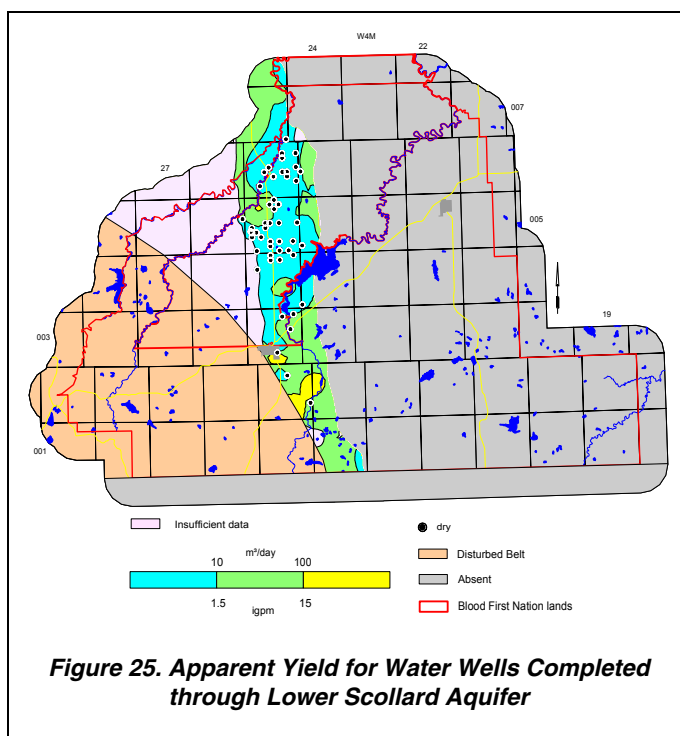 W4M
24
22
007
27
005
19
003
001
Insufficient data
dry
m³/day
10
100
Disturbed Belt
Absent
1.5
igpm
15
Blood First Nation lands
Figure 25. Apparent Yield for Water Wells Completed
through Lower Scollard Aquifer